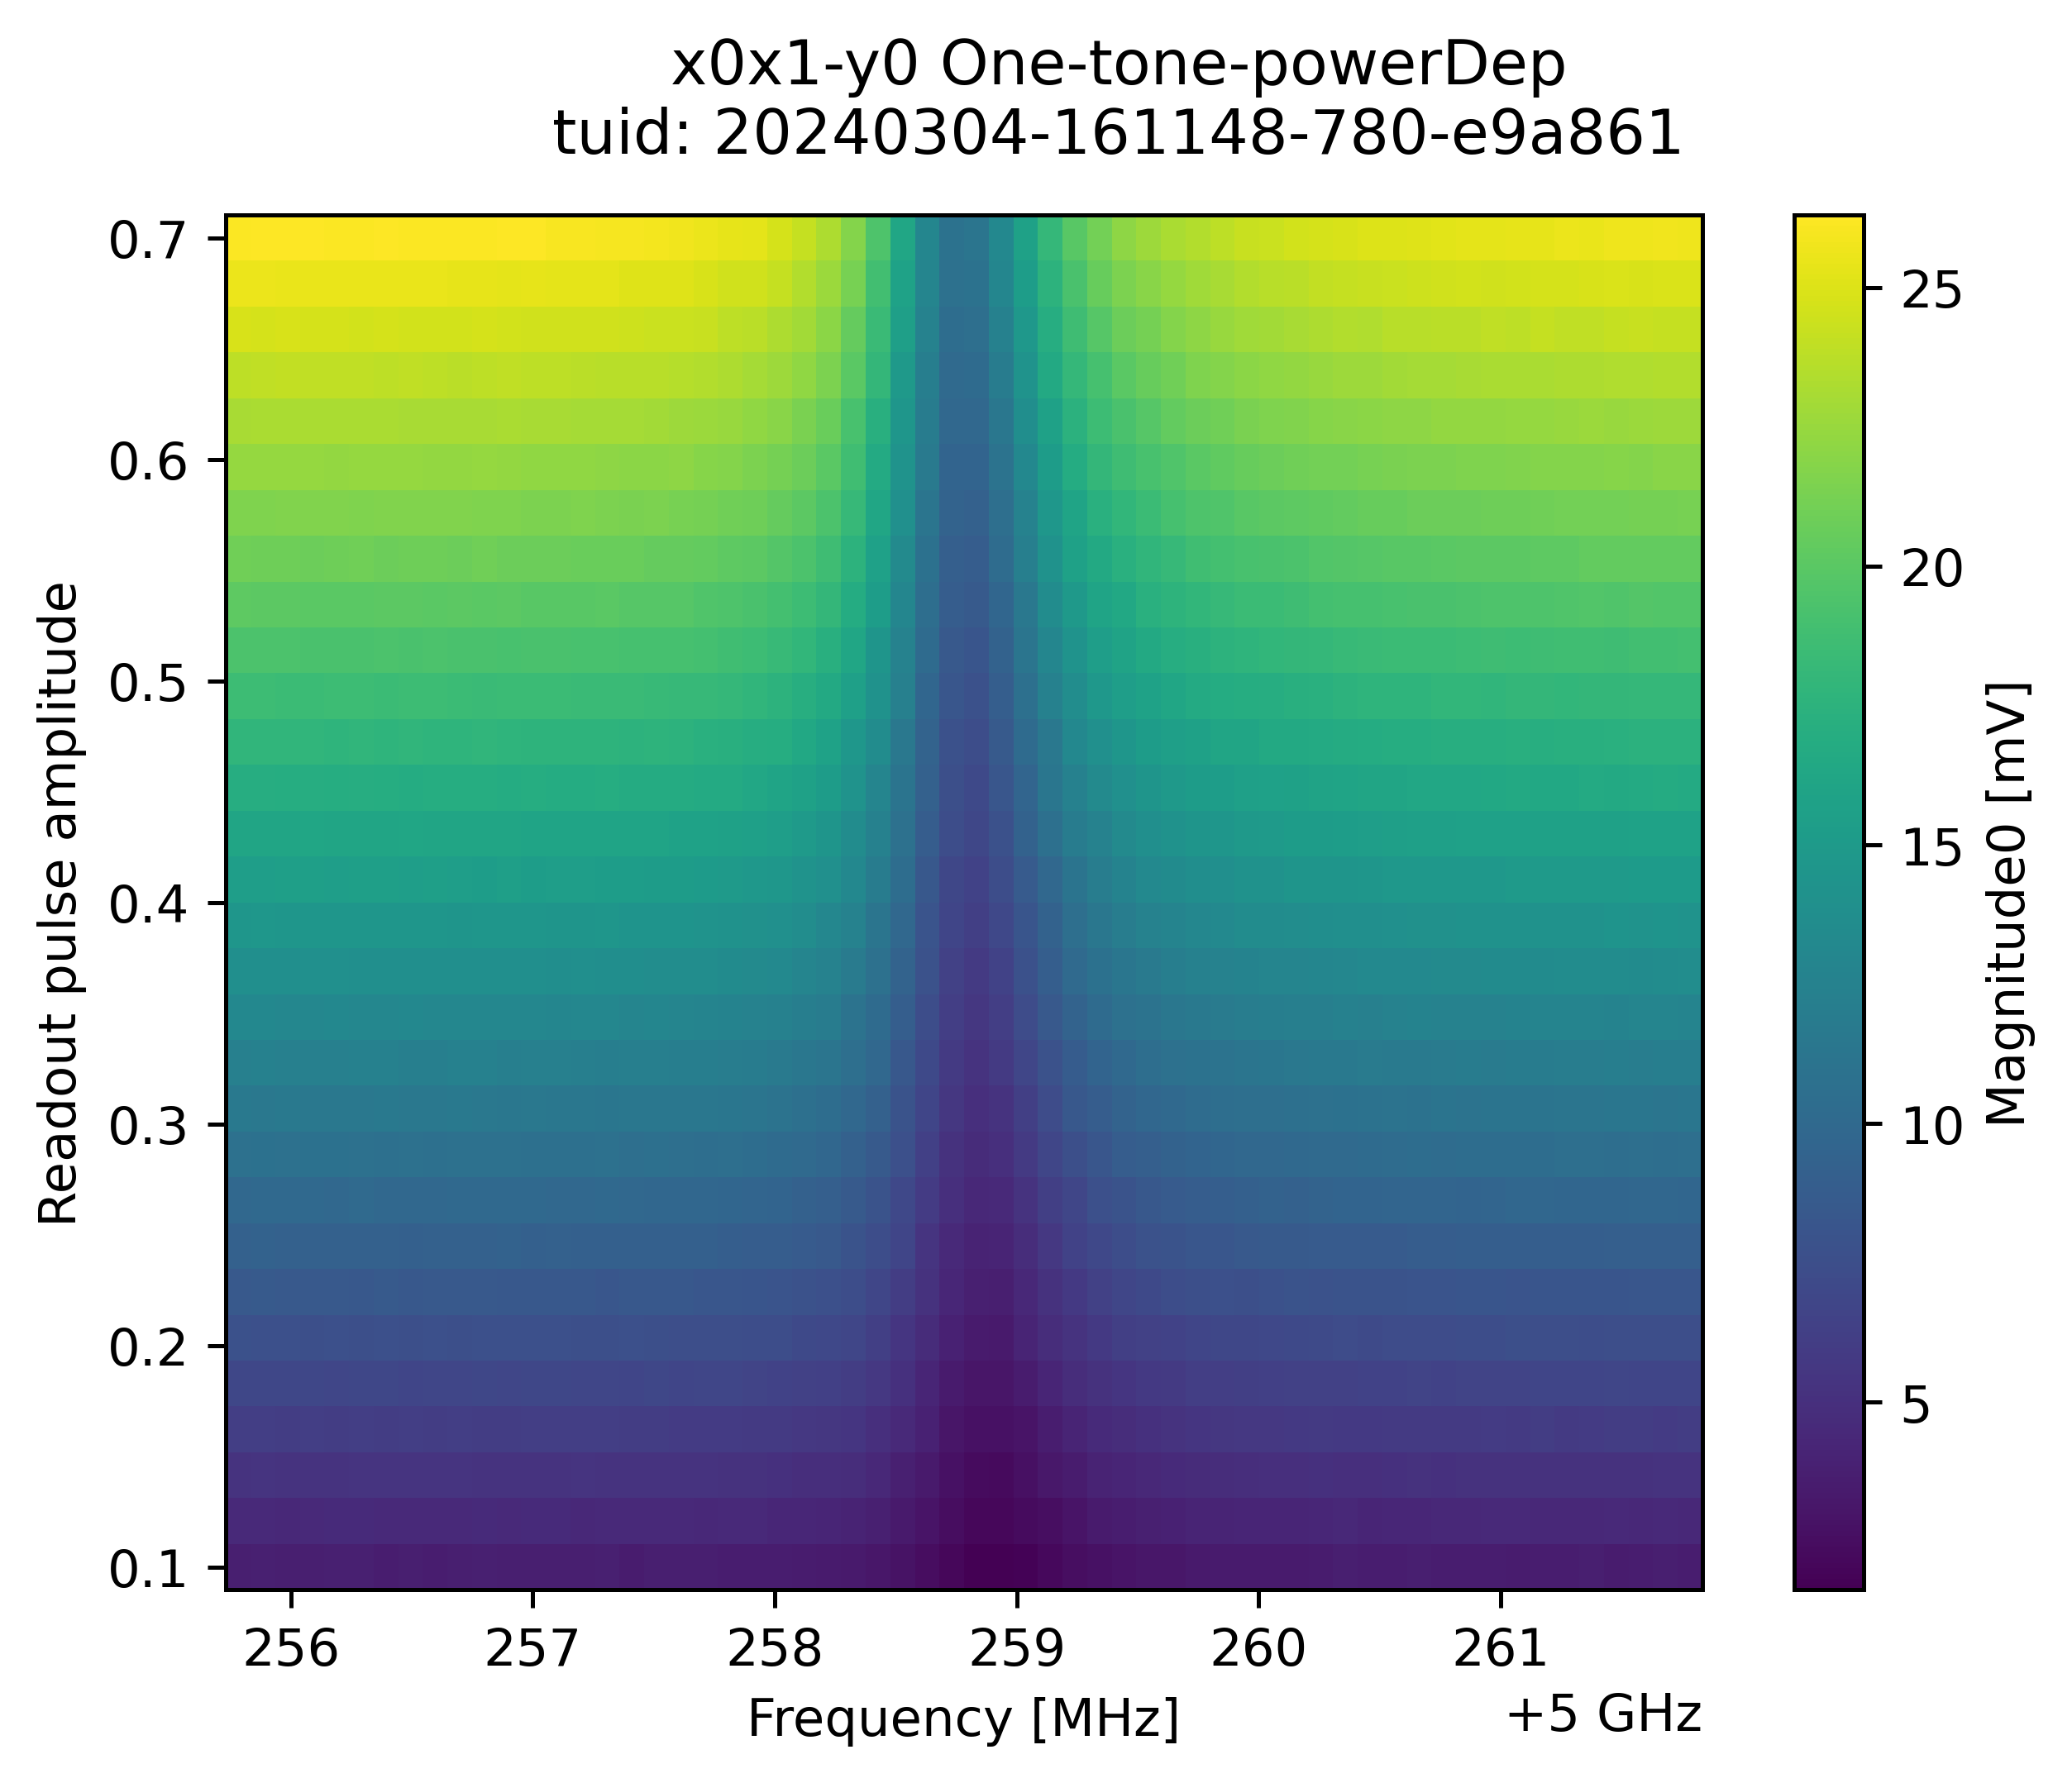 x0x1-y0 One-tone-powerDep
tuid: 20240304-161148-780-e9a861
0.7
0.6
0.5
0.4
0.3
0.2
0.1
Readout pulse amplitude
256 257 258 259 260 261
Frequency [MHz]
+5 GHz
25
20
15
10
5
Magnitude0 [mV]